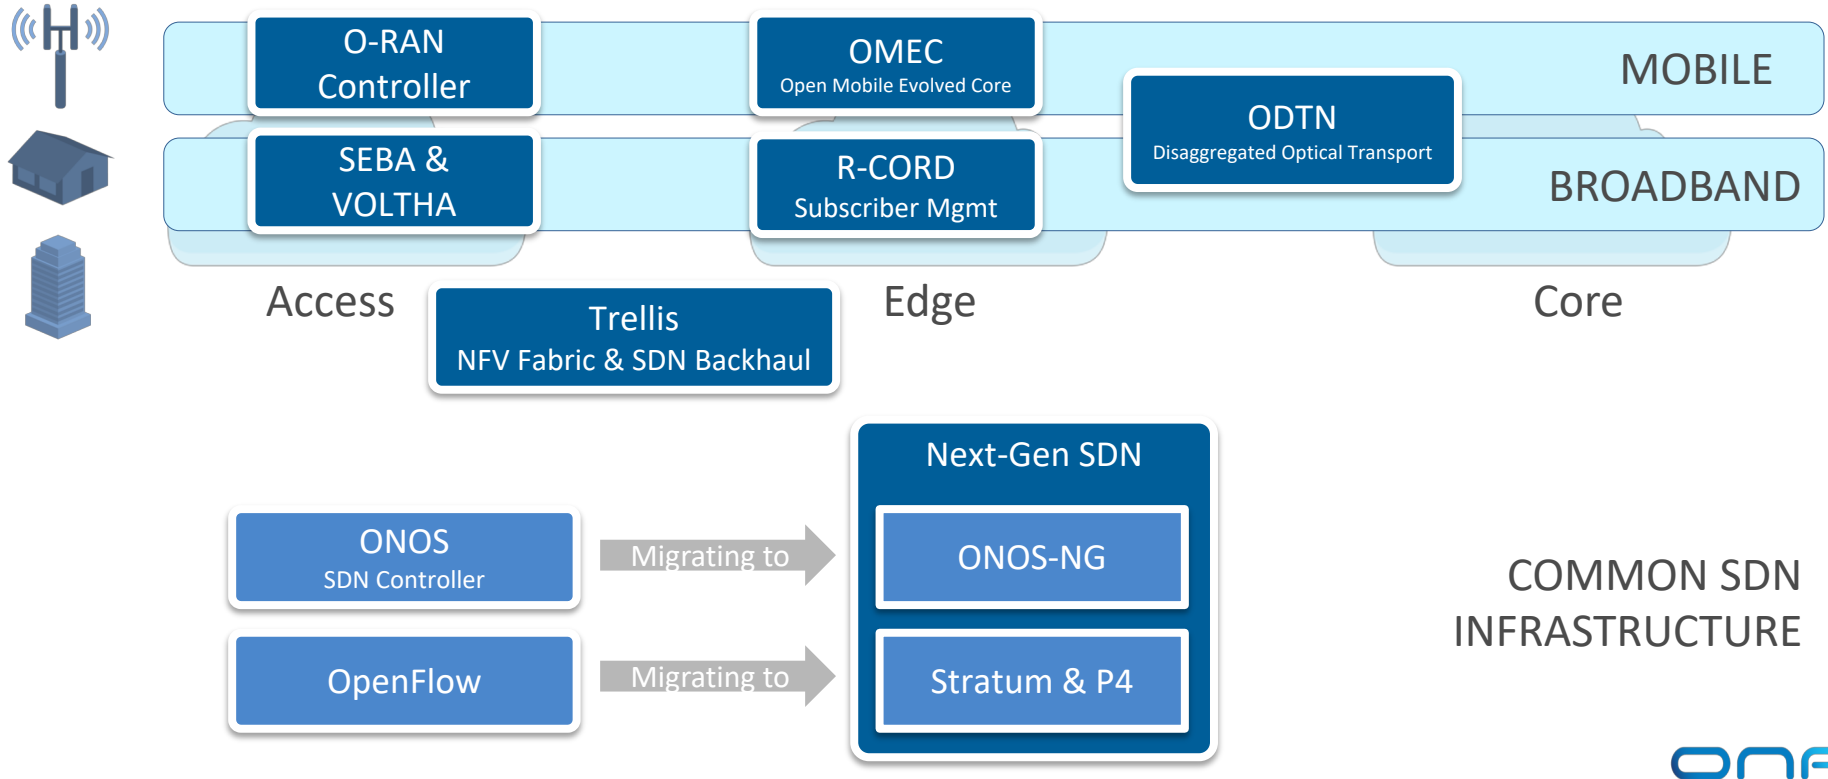 O-RAN
Controller
OMEC
Open Mobile Evolved Core
MOBILE
ODTN
Disaggregated Optical Transport
SEBA &
VOLTHA
R-CORD
Subscriber Mgmt
BROADBAND
Access
Edge
Core
Trellis
NFV Fabric & SDN Backhaul
Next-Gen SDN
ONOS
SDN Controller
Migrating to
ONOS-NG
COMMON SDN
INFRASTRUCTURE
OpenFlow
Migrating to
Stratum & P4
ONF